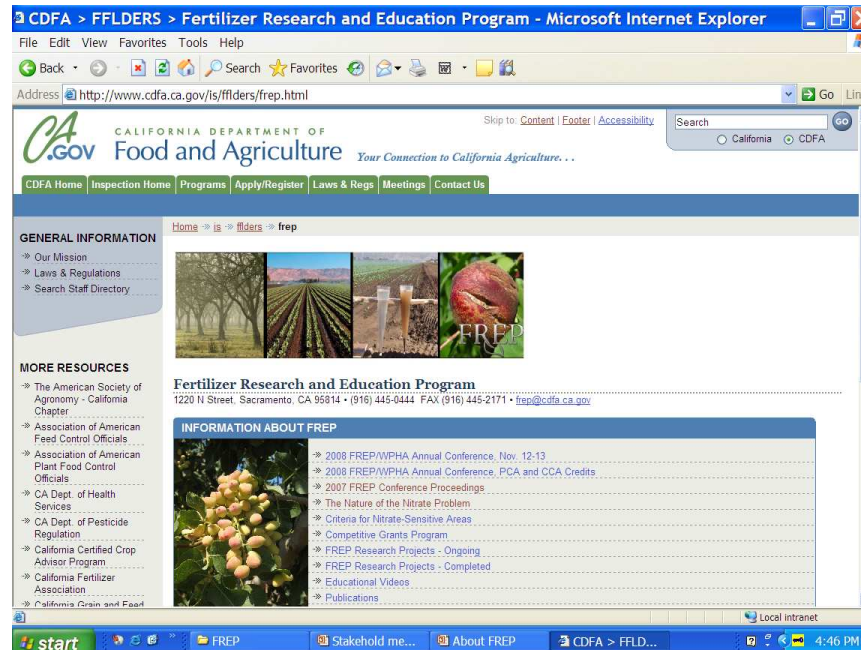 CDFA > FFLDERS > Fertilizer Research and Education Program - Microsoft Internet Explorer
File Edit View Favorites Tools Help
Back Search Favorites
Address http://www.cdfa.ca.gov/is/fflders/frep.html Go Lin
Skip to: Content | Footer | Accessibility
Search GO
California CDFA
CA.GOV
CALIFORNIA DEPARTMENT OF
Food and Agriculture Your Connection to California Agriculture. . .
CDFA Home Inspection Home Programs Apply/Register Laws & Regs Meetings Contact Us
Home is fflders frep
GENERAL INFORMATION
Our Mission
Laws & Regulations
Search Staff Directory
FREP
MORE RESOURCES
The American Society of
Agronomy - California
Chapter
Association of American
Feed Control Officials
Association of American
Plant Food Control
Officials
CA Dept. of Health
Services
CA Dept. of Pesticide
Regulation
California Certified Crop
Advisor Program
California Fertilizer
Association
California Grain and Feed
Fertilizer Research and Education Program
1220 N Street, Sacramento, CA 95814 • (916) 445-0444 FAX (916) 445-2171 • frep@cdfa.ca.gov
INFORMATION ABOUT FREP
2008 FREP/WPHA Annual Conference, Nov. 12-13
2008 FREP/WPHA Annual Conference, PCA and CCA Credits
2007 FREP Conference Proceedings
The Nature of the Nitrate Problem
Criteria for Nitrate-Sensitive Areas
Competitive Grants Program
FREP Research Projects - Ongoing
FREP Research Projects - Completed
Educational Videos
Publications
Local intranet
start FREP Stakehold me... About FREP CDFA > FFLD... 4:46 PM